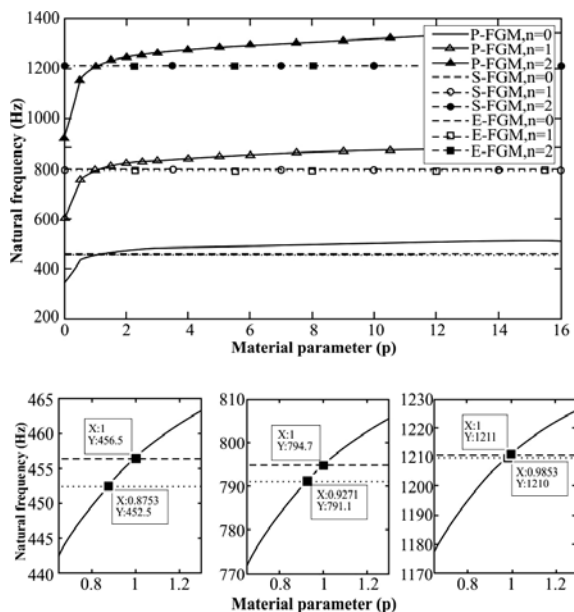 1400
1200
1000
800
600
400
200
Natural frequency (Hz)
P-FGM,n=0
P-FGM,n=1
P-FGM,n=2
S-FGM,n=0
S-FGM,n=1
S-FGM,n=2
E-FGM,n=0
E-FGM,n=1
E-FGM,n=2
0 2 4 6 8 10 12 14 16
Material parameter (p)
Natural frequency (Hz)
465
460
455
450
445
440
X:1
Y:456.5
X:0.8753
Y:452.5
0.8 1 1.2
810
800
790
780
770
X:1
Y:794.7
X:0.9271
Y:791.1
0.8 1 1.2
1230
1220
1210
1200
1190
1180
1170
X:1
Y:1211
X:0.9853
Y:1210
0.8 1 1.2
Material parameter (p)